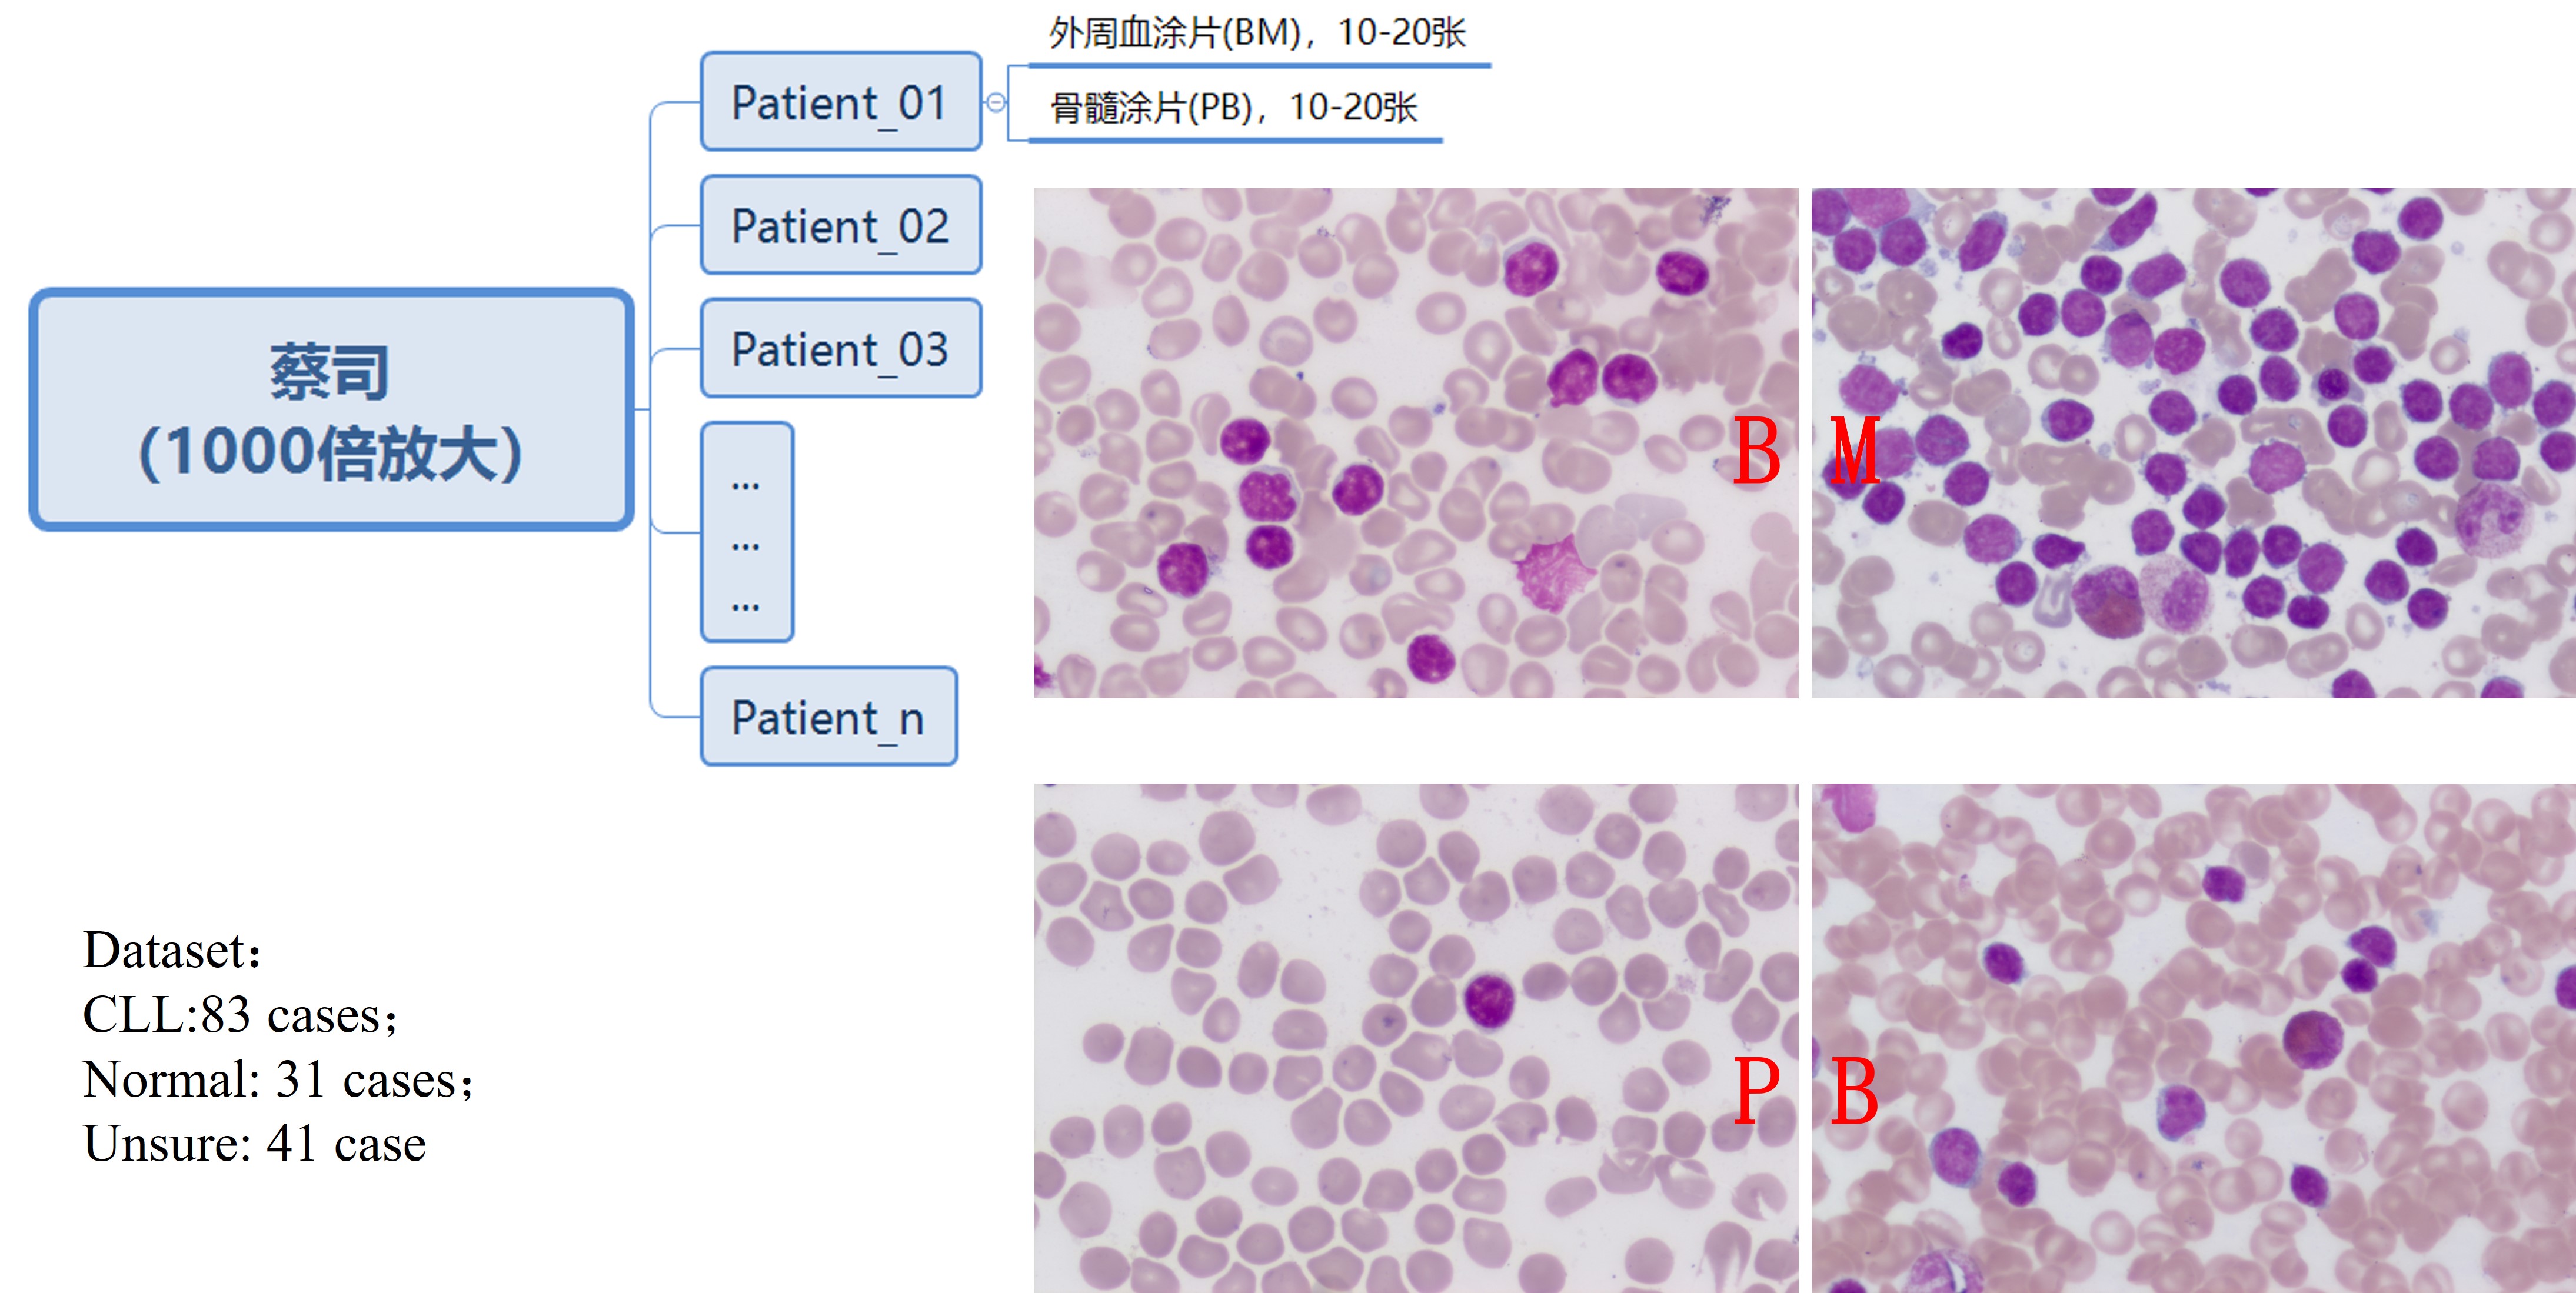 外周血涂片(BM)，10-20张
骨髓涂片(PB)，10-20张
Patient_01
Patient_02
Patient_03
...
...
...
Patient_n
蔡司
（1000倍放大）
B M
P B
Dataset：
CLL:83 cases；
Normal: 31 cases；
Unsure: 41 case